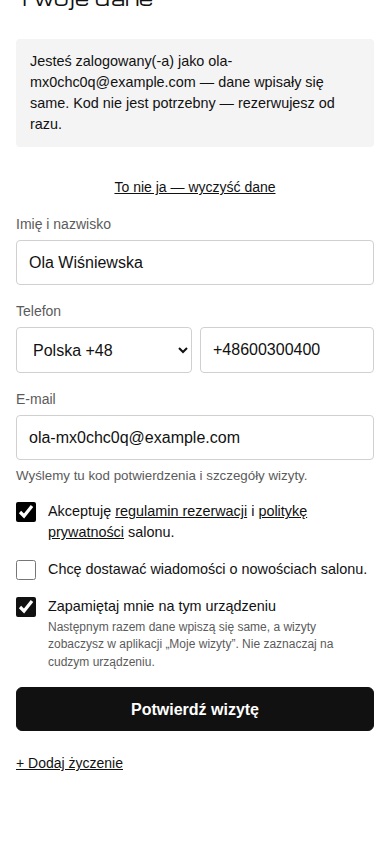 Twoje dane
Jesteś zalogowany(-a) jako ola-
mx0chc0q@example.com — dane wpisały się
same. Kod nie jest potrzebny — rezerwujesz od
razu.
To nie ja — wyczyść dane
Imię i nazwisko
Ola Wiśniewska
Telefon
Polska +48
+48600300400
E-mail
ola-mx0chc0q@example.com
Wyślemy tu kod potwierdzenia i szczegóły wizyty.
Akceptuję regulamin rezerwacji i politykę
prywatności salonu.
Chcę dostawać wiadomości o nowościach salonu.
Zapamiętaj mnie na tym urządzeniu
Następnym razem dane wpiszą się same, a wizyty
zobaczysz w aplikacji „Moje wizyty”. Nie zaznaczaj na
cudzym urządzeniu.
Potwierdź wizytę
+ Dodaj życzenie